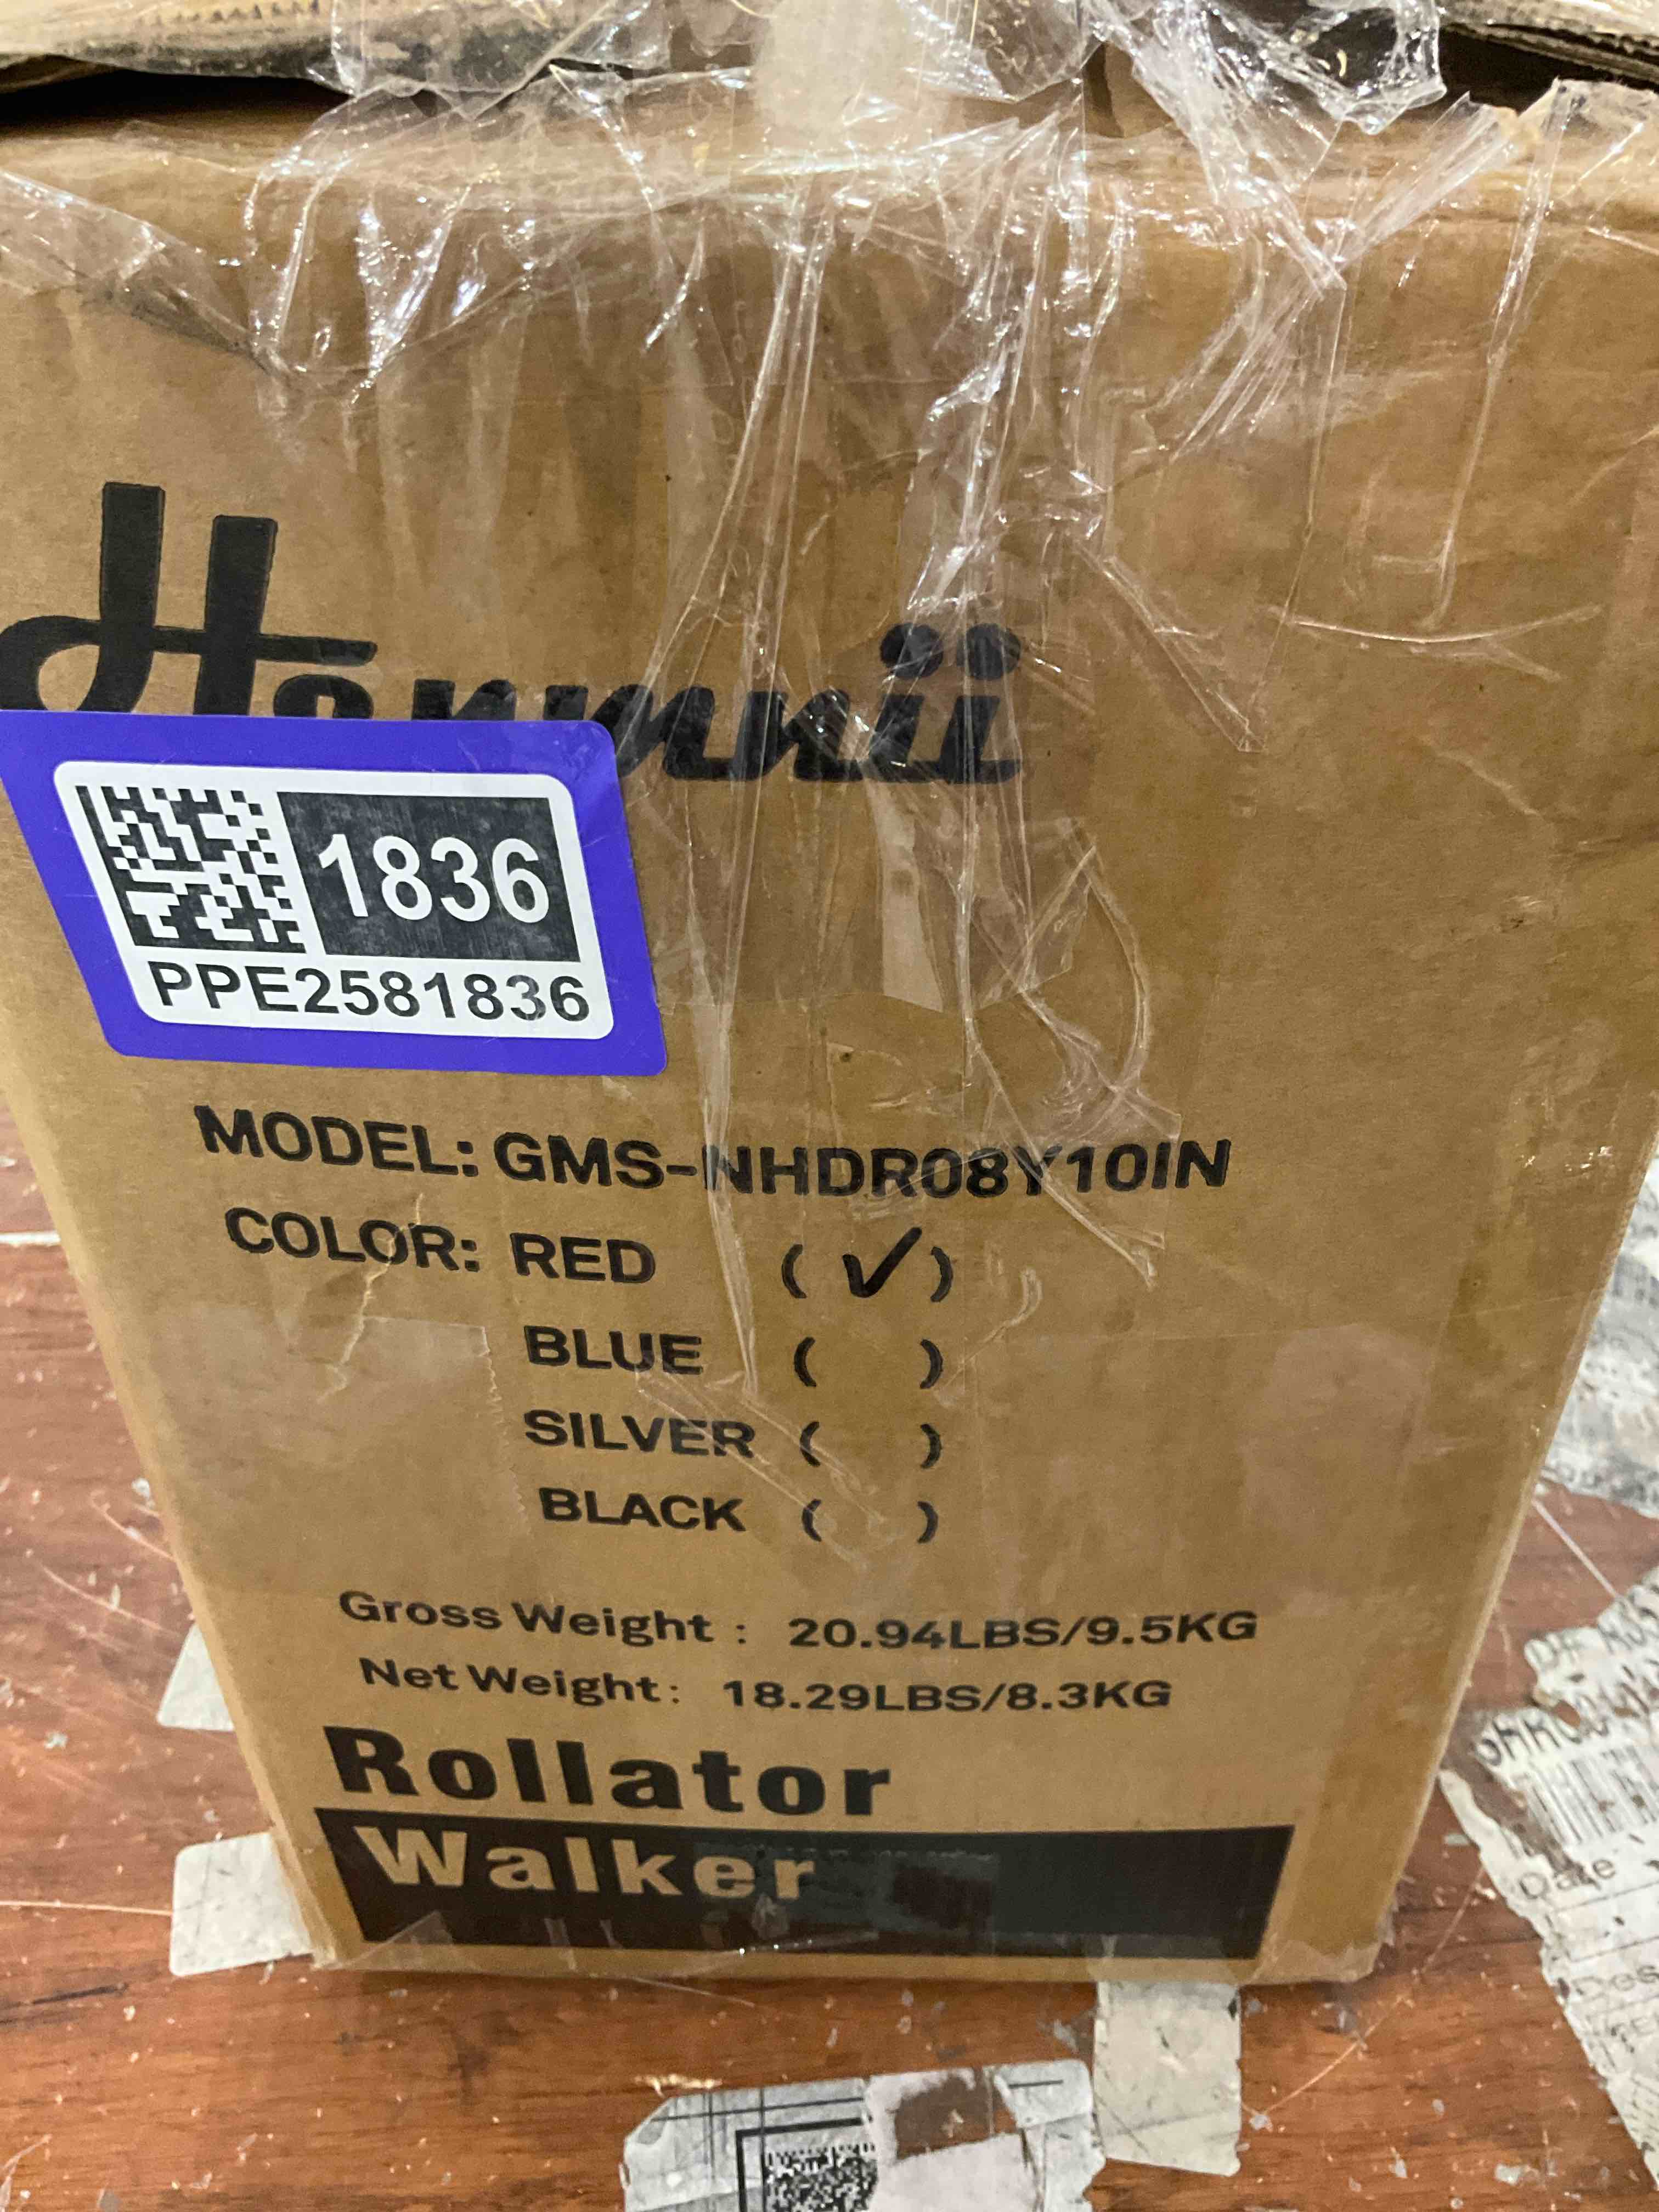 1836
PPE2581836
MODEL: GMS-NHDR08Y10IN
COLOR: RED (✓)
BLUE ( )
SILVER ( )
BLACK ( )
Gross Weight : 20.94LBS/9.5KG
Net Weight: 18.29LBS/8.3KG
Rollator
Walker
Date